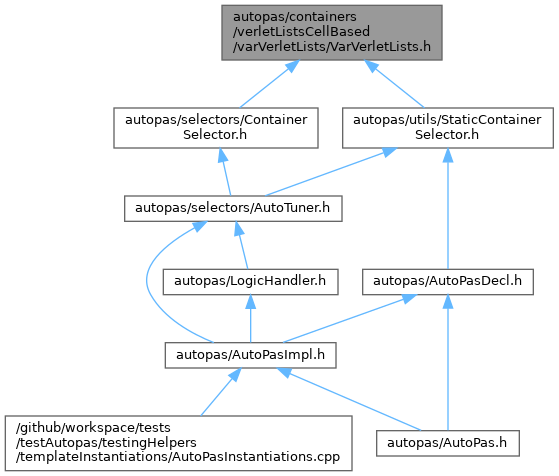 autopas/containers
/verletListsCellBased
/varVerletLists/VarVerletLists.h
autopas/selectors/Container
Selector.h
autopas/utils/StaticContainer
Selector.h
autopas/selectors/AutoTuner.h
autopas/LogicHandler.h
autopas/AutoPasDecl.h
autopas/AutoPasImpl.h
/github/workspace/tests
/testAutopas/testingHelpers
/templateInstantiations/AutoPasInstantiations.cpp
autopas/AutoPas.h